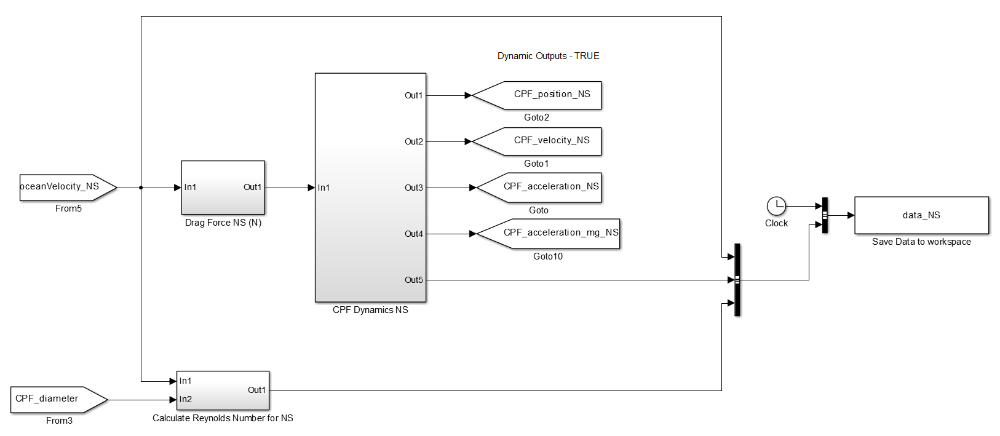 Dynamic Outputs - TRUE
Out1
CPF_position_NS
Goto2
Out2
CPF_velocity_NS
Goto1
oceanVelocity_NS
From5
In1
Out1
Drag Force NS (N)
In1
Out3
CPF_acceleration_NS
Goto
Out4
CPF_acceleration_mg_NS
Goto10
Out5
CPF Dynamics NS
Clock
data_NS
Save Data to workspace
CPF_diameter
From3
In1
In2
Out1
Calculate Reynolds Number for NS